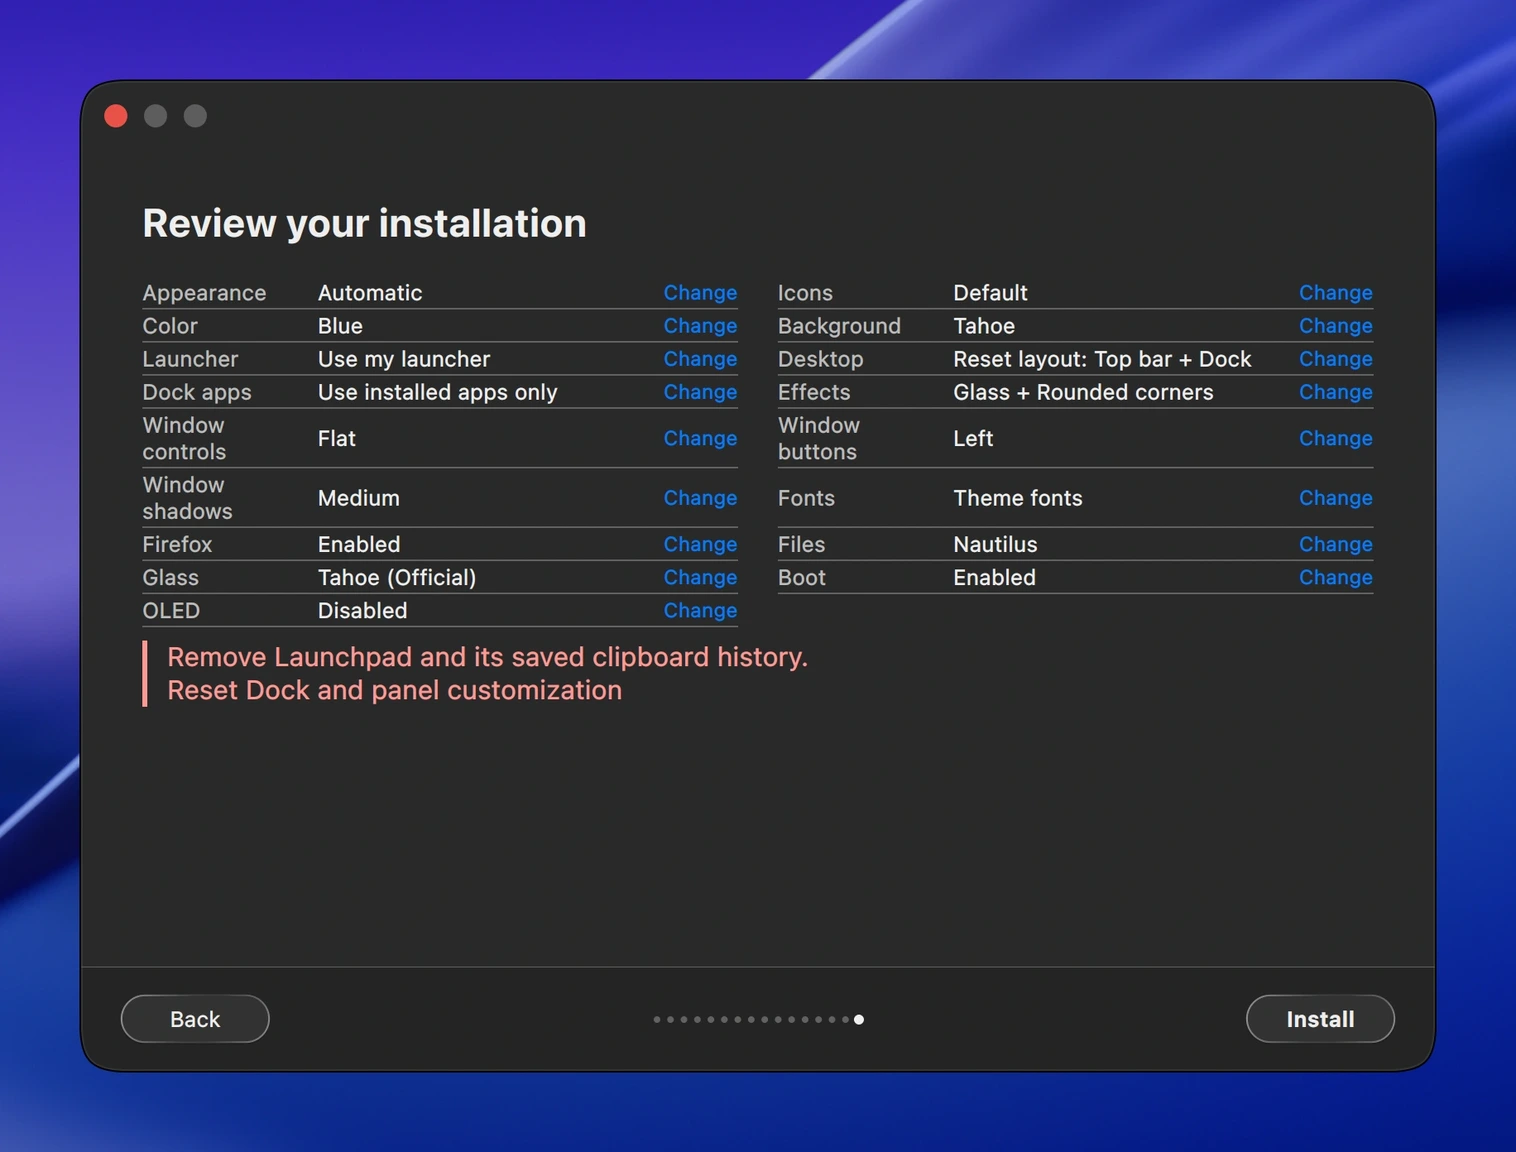 Review your installation
Appearance Automatic Change
Icons Default Change
Color Blue Change
Background Tahoe Change
Launcher Use my launcher Change
Desktop Reset layout: Top bar + Dock Change
Dock apps Use installed apps only Change
Effects Glass + Rounded corners Change
Window controls Flat Change
Window buttons Left Change
Window shadows Medium Change
Fonts Theme fonts Change
Firefox Enabled Change
Files Nautilus Change
Glass Tahoe (Official) Change
Boot Enabled Change
OLED Disabled Change
Remove Launchpad and its saved clipboard history.
Reset Dock and panel customization
Back
Install